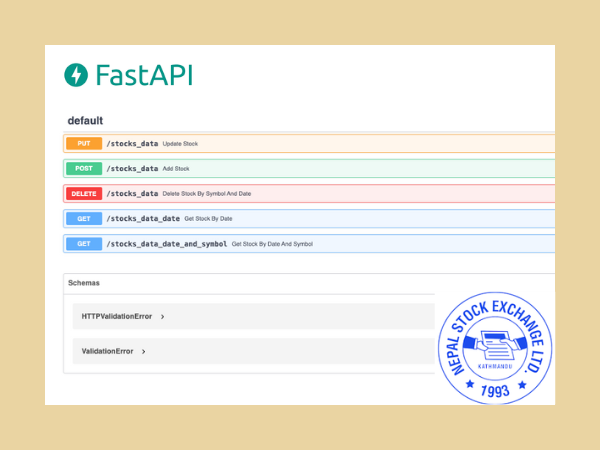 FastAPI
default
PUT /stocks_data Update Stock
POST /stocks_data Add Stock
DELETE /stocks_data Delete Stock By Symbol And Date
GET /stocks_data_date Get Stock By Date
GET /stocks_data_date_and_symbol Get Stock By Date And Symbol
Schemas
HTTPValidationError >
ValidationError >
NEPAL STOCK EXCHANGE LTD.
KATHMANDU
1993